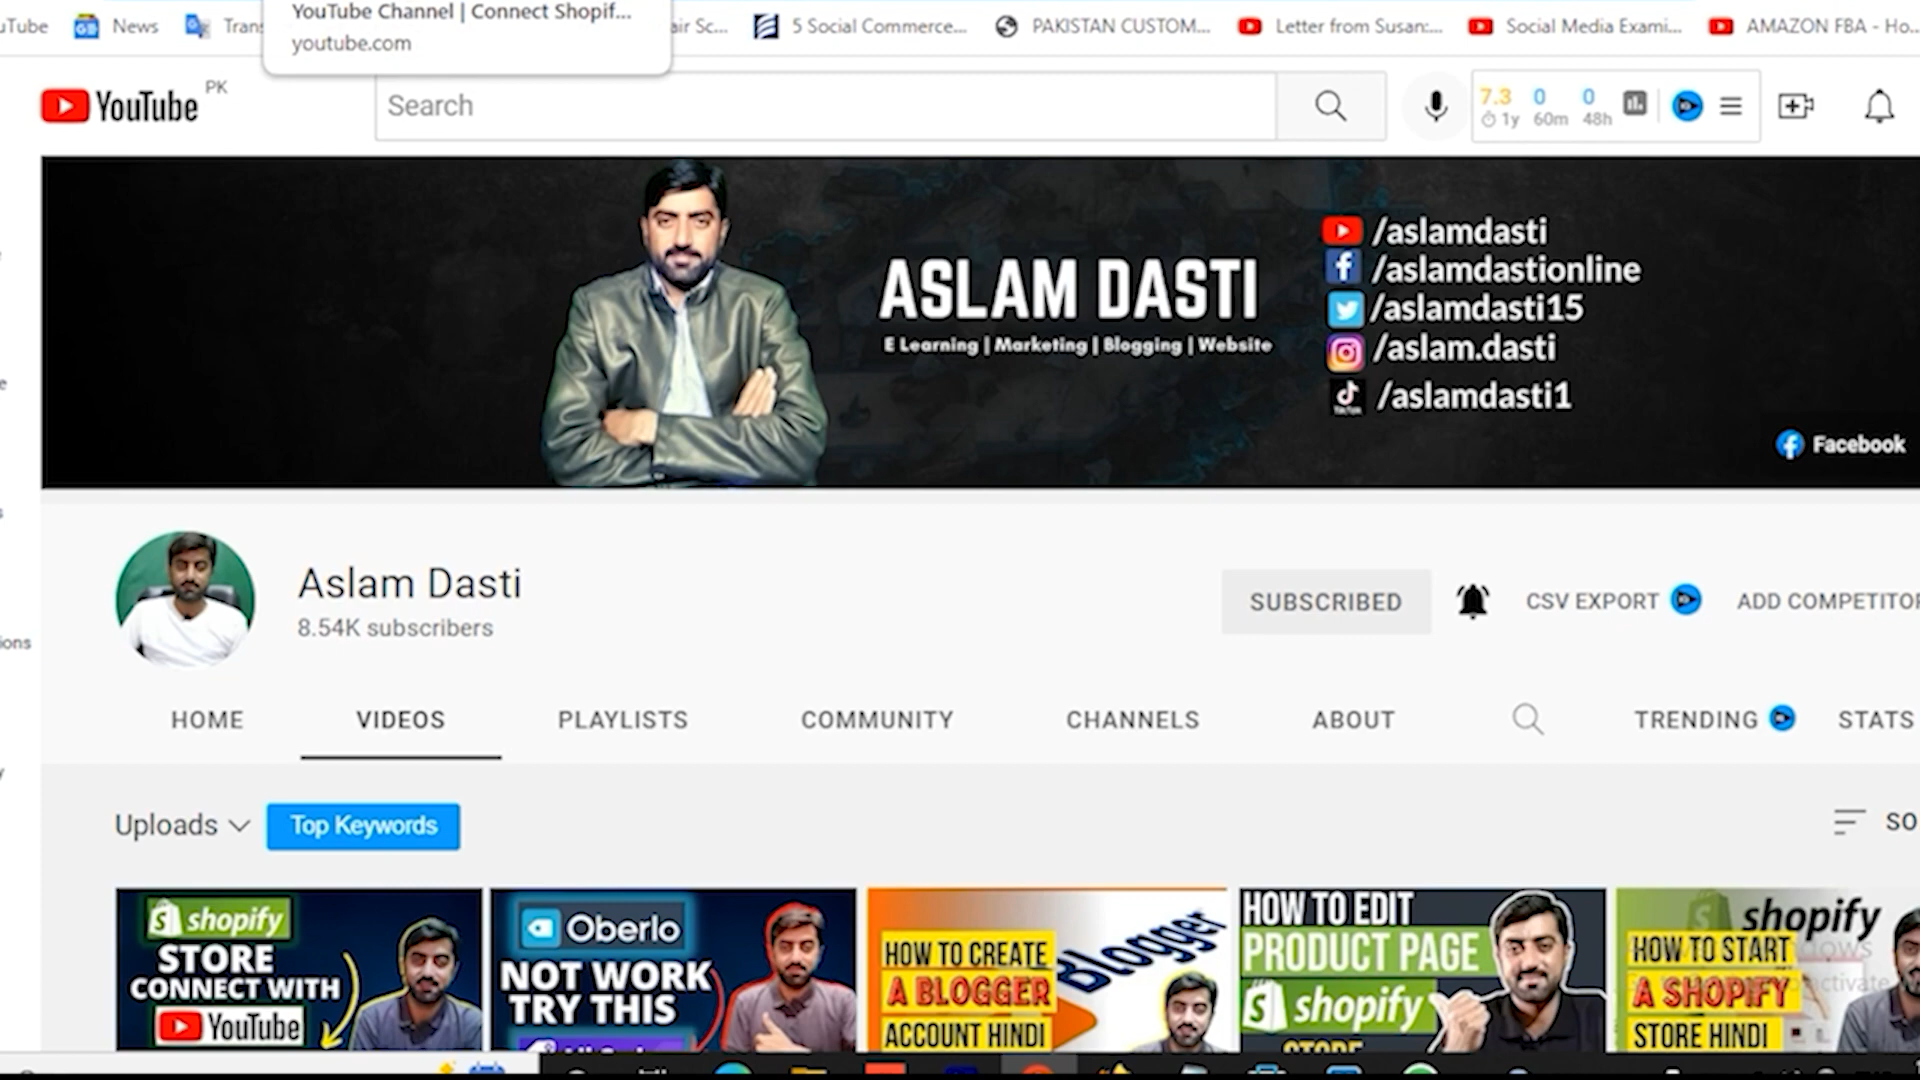 YouTube Channel | Connect Shopif...
youtube.com
News
5 Social Commerce...
PAKISTAN CUSTOM...
Letter from Susan:...
Social Media Exami...
AMAZON FBA - Ho...
YouTube PK
Search
7.3 0 0
1y 60m 48h
ASLAM DASTI
E Learning | Marketing | Blogging | Website
/aslamdasti
/aslamdastionline
/aslamdasti15
/aslam.dasti
/aslamdasti1
Facebook
Aslam Dasti
8.54K subscribers
SUBSCRIBED
CSV EXPORT
ADD COMPETITOR
HOME
VIDEOS
PLAYLISTS
COMMUNITY
CHANNELS
ABOUT
TRENDING
STATS
Uploads
Top Keywords
shopify
STORE
CONNECT WITH
YouTube
Oberlo
NOT WORK
TRY THIS
HOW TO CREATE
A BLOGGER
ACCOUNT HINDI
Blogger
HOW TO EDIT
PRODUCT PAGE
shopify
STORE
shopify
HOW TO START
A SHOPIFY
STORE HINDI